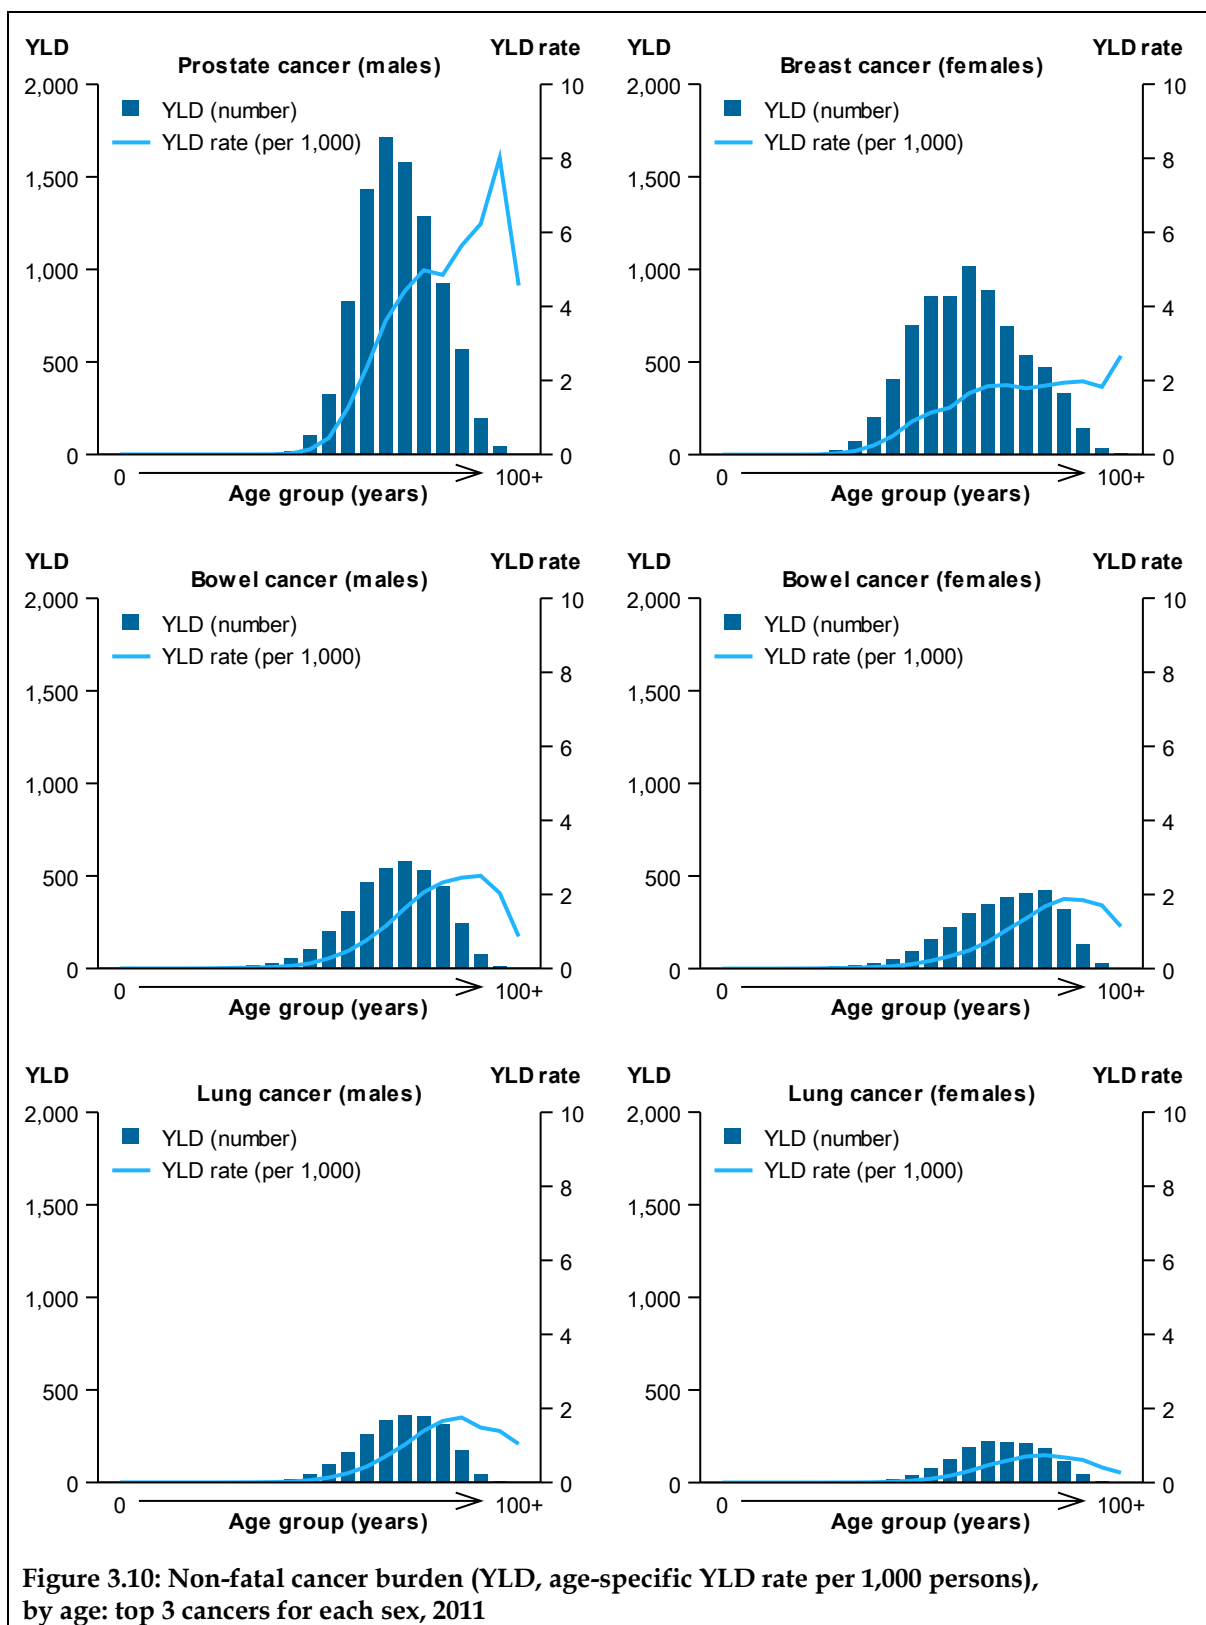 YLD YLD rate
Prostate cancer (males)
2,000 10
YLD (number)
YLD rate (per 1,000)
8
1,500
6
1,000
4
500
2
0 0
0 100+
Age group (years)
YLD YLD rate
Breast cancer (females)
2,000 10
YLD (number)
YLD rate (per 1,000)
8
1,500
6
1,000
4
500
2
0 0
0 100+
Age group (years)
YLD YLD rate
Bowel cancer (males)
2,000 10
YLD (number)
YLD rate (per 1,000)
8
1,500
6
1,000
4
500
2
0 0
0 100+
Age group (years)
YLD YLD rate
Bowel cancer (females)
2,000 10
YLD (number)
YLD rate (per 1,000)
8
1,500
6
1,000
4
500
2
0 0
0 100+
Age group (years)
YLD YLD rate
Lung cancer (males)
2,000 10
YLD (number)
YLD rate (per 1,000)
8
1,500
6
1,000
4
500
2
0 0
0 100+
Age group (years)
YLD YLD rate
Lung cancer (females)
2,000 10
YLD (number)
YLD rate (per 1,000)
8
1,500
6
1,000
4
500
2
0 0
0 100+
Age group (years)
Figure 3.10: Non-fatal cancer burden (YLD, age-specific YLD rate per 1,000 persons),
by age: top 3 cancers for each sex, 2011